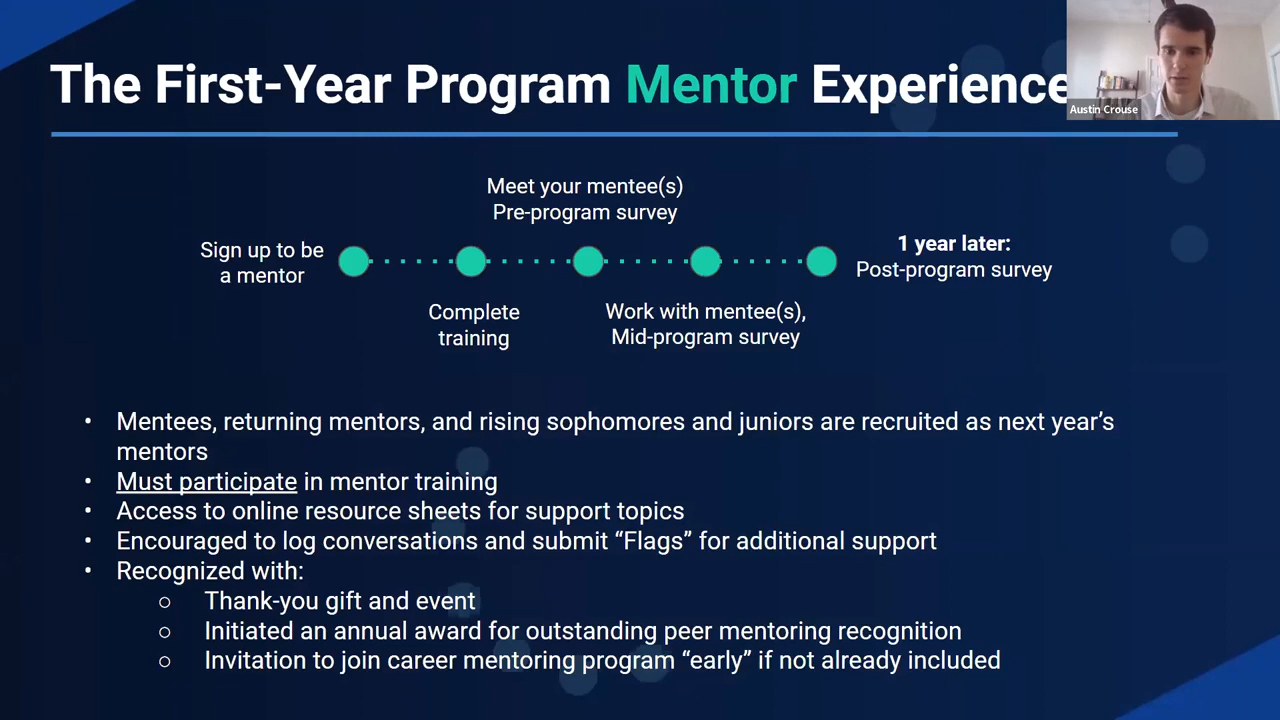 The First-Year Program Mentor Experience
Austin Crouse
Meet your mentee(s)
Pre-program survey
Sign up to be
a mentor
1 year later:
Post-program survey
Complete
training
Work with mentee(s),
Mid-program survey
• Mentees, returning mentors, and rising sophomores and juniors are recruited as next year’s
mentors
• Must participate in mentor training
• Access to online resource sheets for support topics
• Encouraged to log conversations and submit “Flags” for additional support
• Recognized with:
○ Thank-you gift and event
○ Initiated an annual award for outstanding peer mentoring recognition
○ Invitation to join career mentoring program “early” if not already included